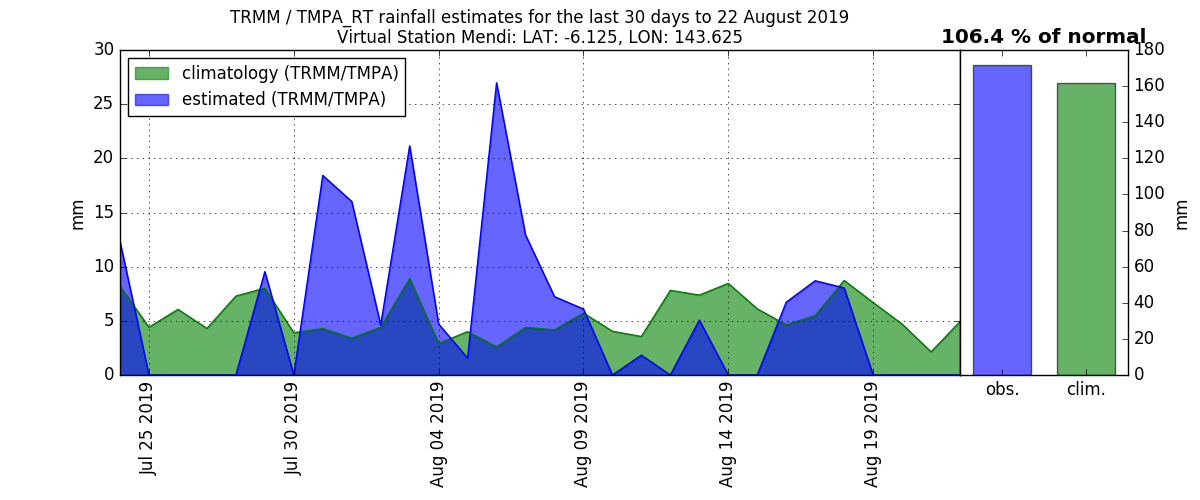 TRMM / TMPA_RT rainfall estimates for the last 30 days to 22 August 2019
Virtual Station Mendi: LAT: -6.125, LON: 143.625
106.4 % of normal
climatology (TRMM/TMPA)
estimated (TRMM/TMPA)
30
25
20
15
10
5
0
mm
Jul 25 2019
Jul 30 2019
Aug 04 2019
Aug 09 2019
Aug 14 2019
Aug 19 2019
obs.
clim.
180
160
140
120
100
80
60
40
20
0
mm